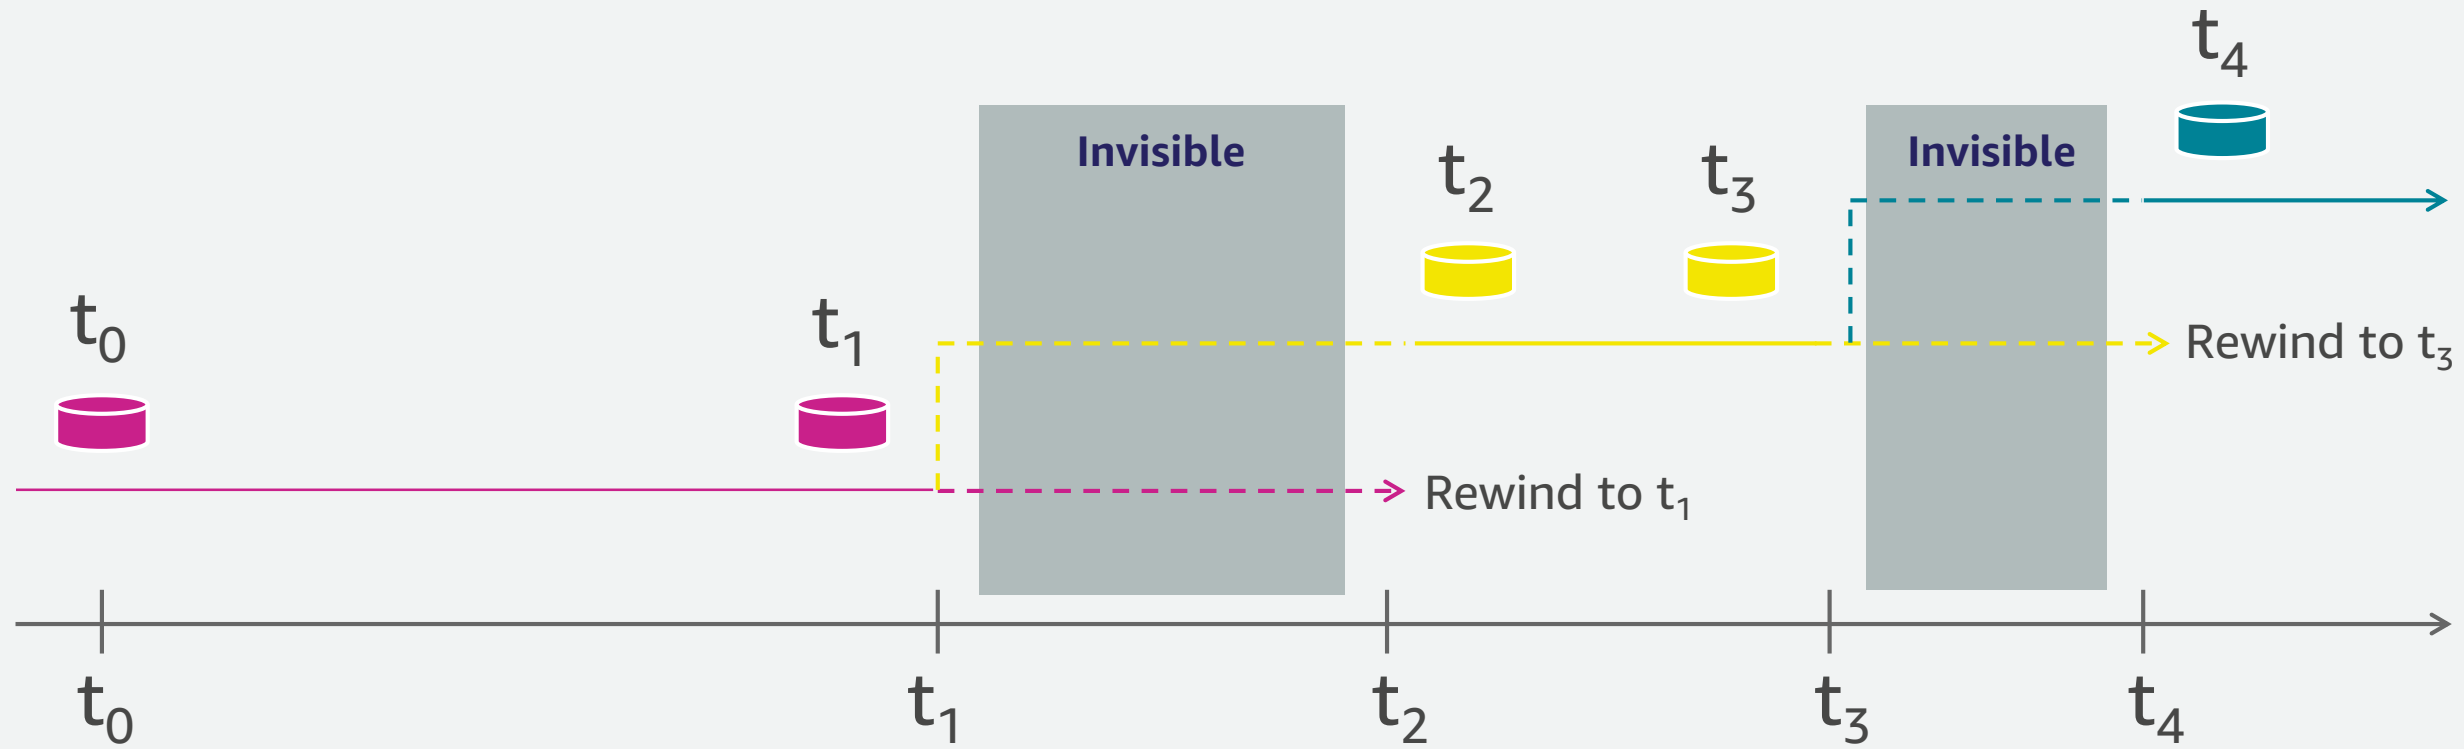 t₄
Invisible
Invisible
t₂
t₃
t₀
t₁
Rewind to t₃
Rewind to t₁
t₀
t₁
t₂
t₃
t₄